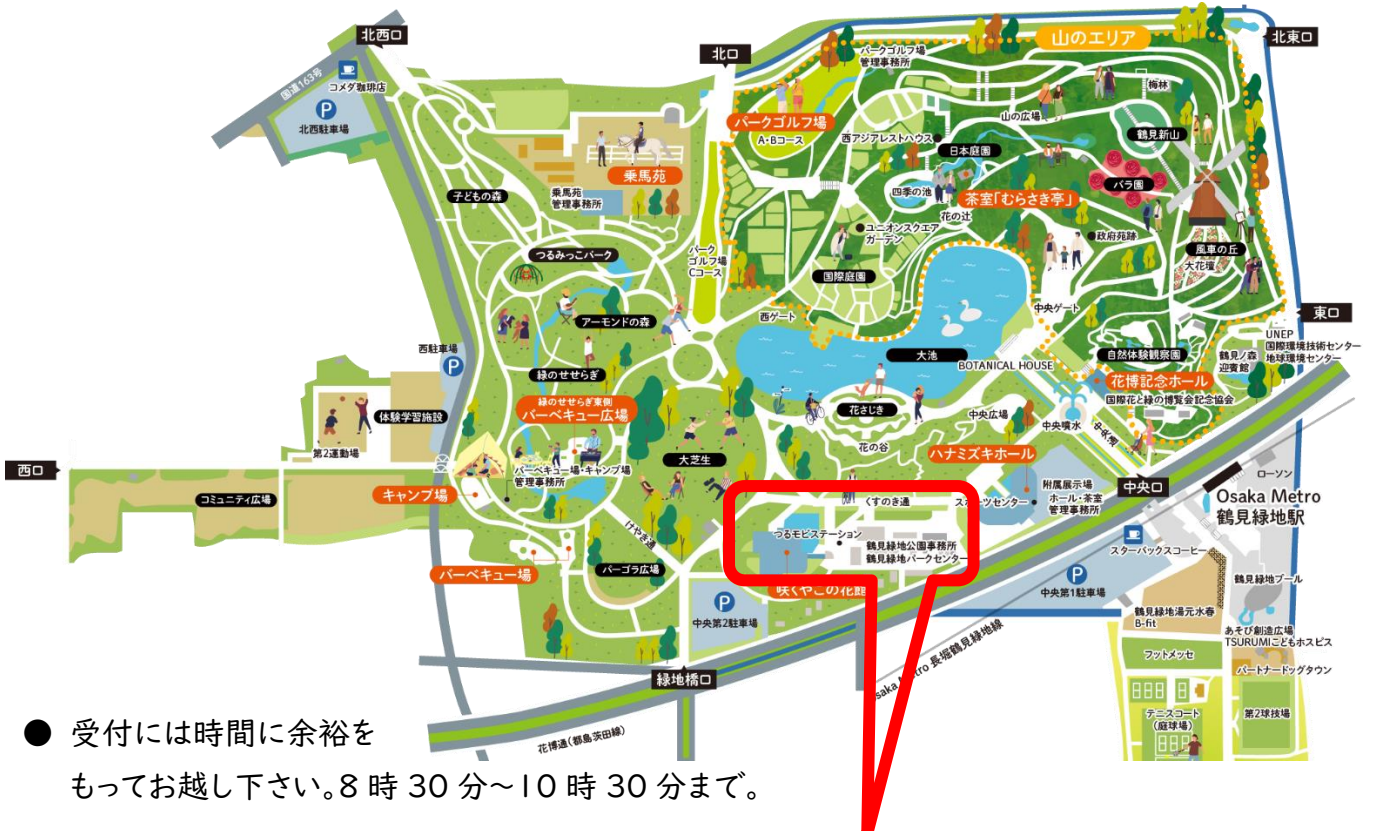 北西口
国道163号
コメダ珈琲店
北西駐車場
P
北口
山のエリア
北東口
パークゴルフ場
管理事務所
梅林
パークゴルフ場
A・Bコース
山の広場
西アジアレストハウス
日本庭園
鶴見新山
乗馬苑
乗馬苑
管理事務所
子どもの森
四季の池
茶室「むらさき亭」
バラ園
花の辻
ユニオンスクエア
ガーデン
政府苑跡
つるみっこパーク
パーク
ゴルフ場
Cコース
国際庭園
風車の丘
大花壇
アーモンドの森
西ゲート
中央ゲート
東口
西駐車場
P
大池
BOTANICAL HOUSE
自然体験観察園
鶴見ノ森
迎賓館
UNEP
国際環境技術センター
地球環境センター
緑のせせらぎ
緑のせせらぎ東側
バーベキュー広場
花博記念ホール
国際花と緑の博覧会記念協会
体験学習施設
第2運動場
花さじき
中央広場
中央噴水
中央通
花の谷
大芝生
ハナミズキホール
西口
バーベキュー場・キャンプ場
管理事務所
キャンプ場
コミュニティ広場
くすのき通
スポーツセンター
附属展示場
ホール・茶室
管理事務所
中央口
ローソン
Osaka Metro
鶴見緑地駅
けやき通
つるモビステーション
鶴見緑地公園事務所
鶴見緑地パークセンター
スターバックスコーヒー
バーベキュー場
パーゴラ広場
咲くやこの花館
P
中央第2駐車場
P
中央第1駐車場
鶴見緑地プール
鶴見緑地湯元水春
B-fit
あそび創造広場
TSURUMIこどもホスピス
フットメッセ
パートナードッグタウン
緑地橋口
Osaka Metro 長堀鶴見緑地線
テニスコート
(庭球場)
第2球技場
花博通(都島茨田線)
● 受付には時間に余裕を
もってお越し下さい。8時30分～10時30分まで。